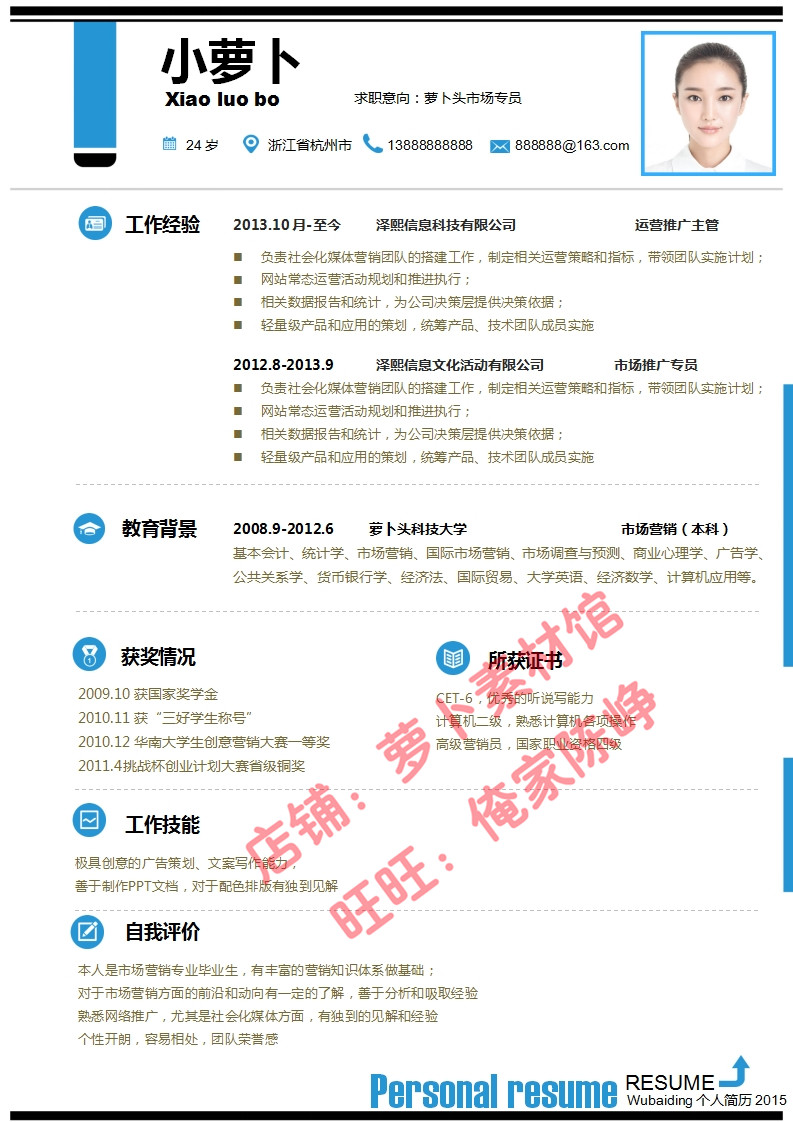 小萝卜
Xiao luo bo
求职意向：萝卜头市场专员
24 岁 浙江省杭州市 13888888888 888888@163.com
工作经验 2013.10 月-至今 泽熙信息科技有限公司 运营推广主管
■ 负责社会化媒体营销团队的搭建工作，制定相关运营策略和指标，带领团队实施计划；
■ 网站常态运营活动规划和推进执行；
■ 相关数据报告和统计，为公司决策层提供决策依据；
■ 轻量级产品和应用的策划，统筹产品、技术团队成员实施
2012.8-2013.9 泽熙信息文化活动有限公司 市场推广专员
■ 负责社会化媒体营销团队的搭建工作，制定相关运营策略和指标，带领团队实施计划；
■ 网站常态运营活动规划和推进执行；
■ 相关数据报告和统计，为公司决策层提供决策依据；
■ 轻量级产品和应用的策划，统筹产品、技术团队成员实施
教育背景 2008.9-2012.6 萝卜头科技大学 市场营销（本科）
基本会计、统计学、市场营销、国际市场营销、市场调查与预测、商业心理学、广告学、
公共关系学、货币银行学、经济法、国际贸易、大学英语、经济数学、计算机应用等。
获奖情况
2009.10 获国家奖学金
2010.11 获“三好学生称号”
2010.12 华南大学生创意营销大赛一等奖
2011.4挑战杯创业计划大赛省级铜奖
所获证书
CET-6，优秀的听说写能力
计算机二级，熟悉计算机各项操作
高级营销员，国家职业资格四级
店铺：萝卜素材馆
旺旺：俺家陈峥
工作技能
极具创意的广告策划、文案写作能力，
善于制作PPT文档，对于配色排版有独到见解
自我评价
本人是市场营销专业毕业生，有丰富的营销知识体系做基础；
对于市场营销方面的前沿和动向有一定的了解，善于分析和吸取经验
熟悉网络推广，尤其是社会化媒体方面，有独到的见解和经验
个性开朗，容易相处，团队荣誉感
Personal resume RESUME
Wubaiding 个人简历 2015